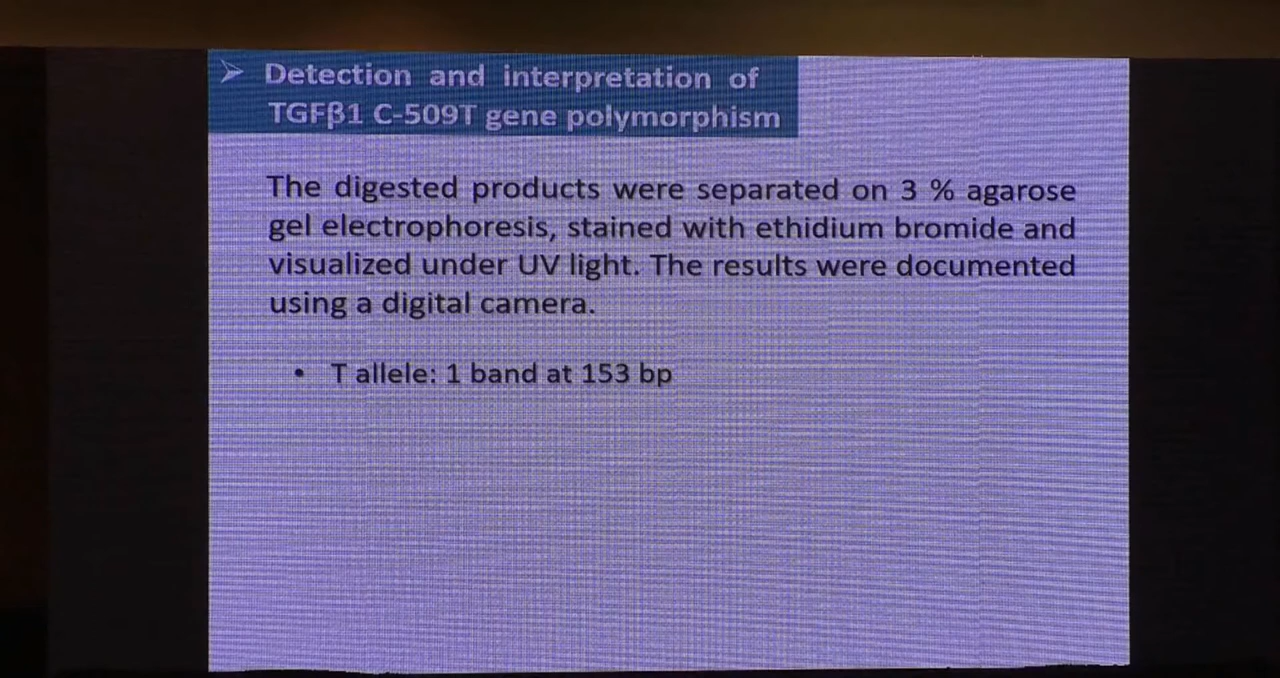 ➢ Detection and interpretation of
TGFβ1 C-509T gene polymorphism
The digested products were separated on 3 % agarose
gel electrophoresis, stained with ethidium bromide and
visualized under UV light. The results were documented
using a digital camera.
• T allele: 1 band at 153 bp